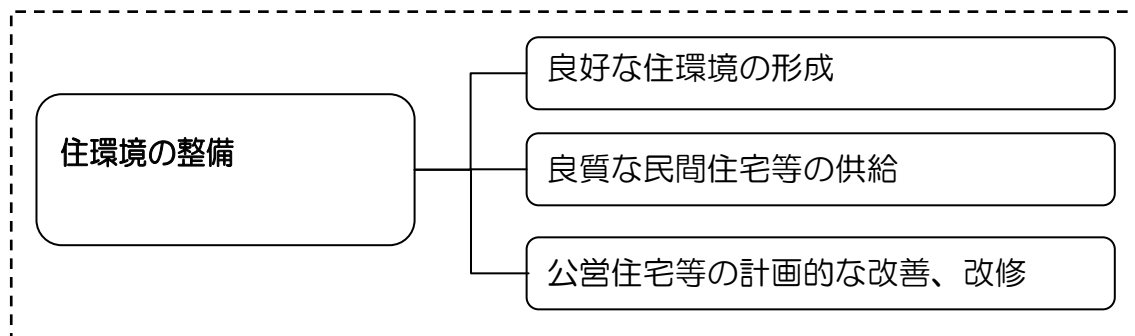 良好な住環境の形成
住環境の整備
良質な民間住宅等の供給
公営住宅等の計画的な改善、改修